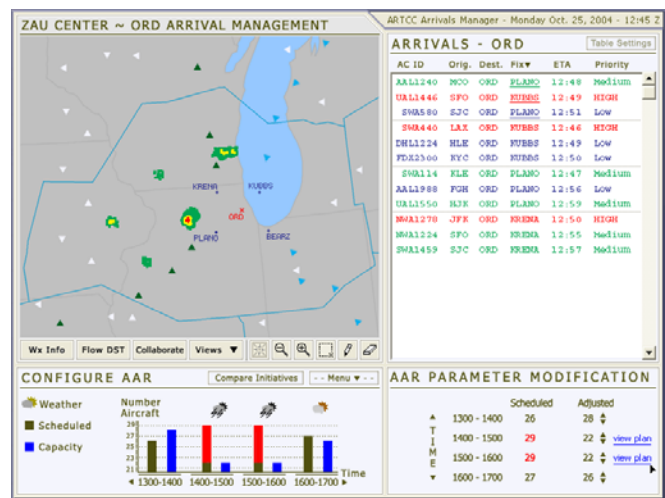 ZAU CENTER ~ ORD ARRIVAL MANAGEMENT
ARTCC Arrivals Manager - Monday Oct. 25, 2004 - 12:45 Z
KRENA
KUBBS
ORD
PLANO
BEARZ
Wx Info Flow DST Collaborate Views ▼
ARRIVALS - ORD
Table Settings
AC ID Orig. Dest. Fix▼ ETA Priority
AAL1240 MCO ORD PLANO 12:48 Medium
UAL1446 SFO ORD KUBBS 12:49 HIGH
SWA580 SJC ORD PLANO 12:51 Low
SWA440 LAX ORD KUBBS 12:46 HIGH
DHL1224 HLE ORD KUBBS 12:49 Low
FDX2300 KYC ORD KUBBS 12:50 Low
SWA114 KLE ORD PLANO 12:47 Medium
AAL1988 FGH ORD PLANO 12:56 Low
UAL1550 HJK ORD PLANO 12:59 Medium
NWA1278 JFK ORD KRENA 12:50 HIGH
NWA1224 SFO ORD KRENA 12:55 Medium
SWA1459 SJC ORD KRENA 12:57 Medium
CONFIGURE AAR
Compare Initiatives
- - Menu ▼ - -
Weather
Scheduled
Capacity
Number
Aircraft
29
27
25
23
21
Time
◄ 1300-1400 1400-1500 1500-1600 1600-1700 ►
AAR PARAMETER MODIFICATION
Scheduled Adjusted
TIME
1300 - 1400 26 28
1400 - 1500 29 22 view plan
1500 - 1600 29 22 view plan
1600 - 1700 27 26